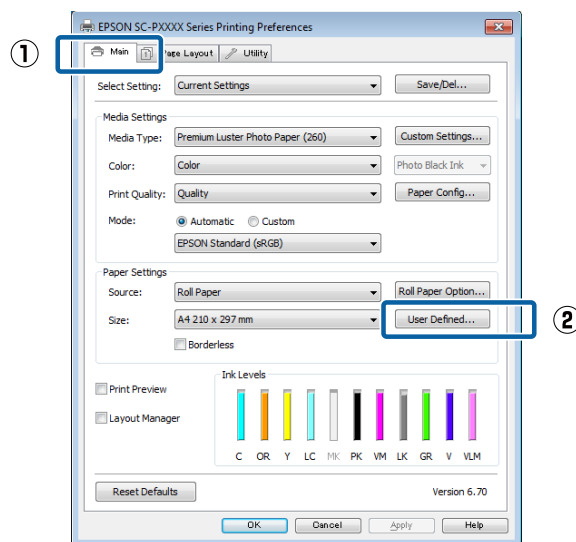 EPSON SC-PXXXX Series Printing Preferences
① Main Page Layout Utility
Select Setting: Current Settings Save/Del...
Media Settings
Media Type: Premium Luster Photo Paper (260) Custom Settings...
Color: Color Photo Black Ink
Print Quality: Quality Paper Config...
Mode: Automatic Custom
EPSON Standard (sRGB)
Paper Settings
Source: Roll Paper Roll Paper Option...
Size: A4 210 x 297 mm User Defined... ②
Borderless
Ink Levels
Print Preview
Layout Manager
C OR Y LC MK PK VM LK GR V VLM
Reset Defaults Version 6.70
OK Cancel Apply Help